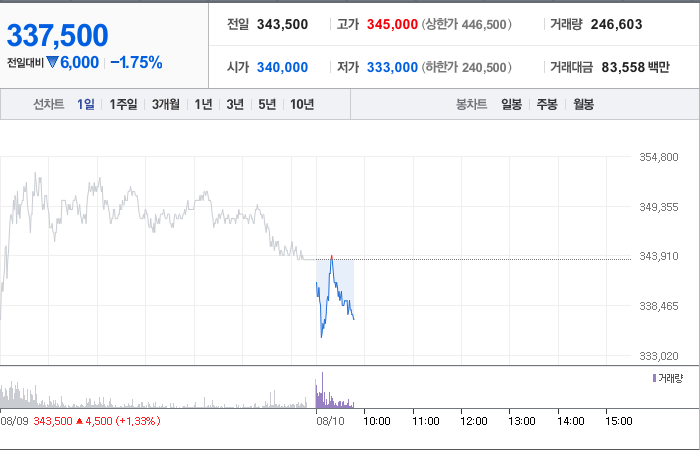 337,500
전일대비 ▼6,000 −1.75%
전일 343,500 고가 345,000 (상한가 446,500) 거래량 246,603
시가 340,000 저가 333,000 (하한가 240,500) 거래대금 83,558 백만
선차트 1일 1주일 3개월 1년 3년 5년 10년 봉차트 일봉 주봉 월봉
354,800
349,355
343,910
338,465
333,020
거래량
08/09 343,500 ▲4,500 (+1.33%) 08/10 10:00 11:00 12:00 13:00 14:00 15:00